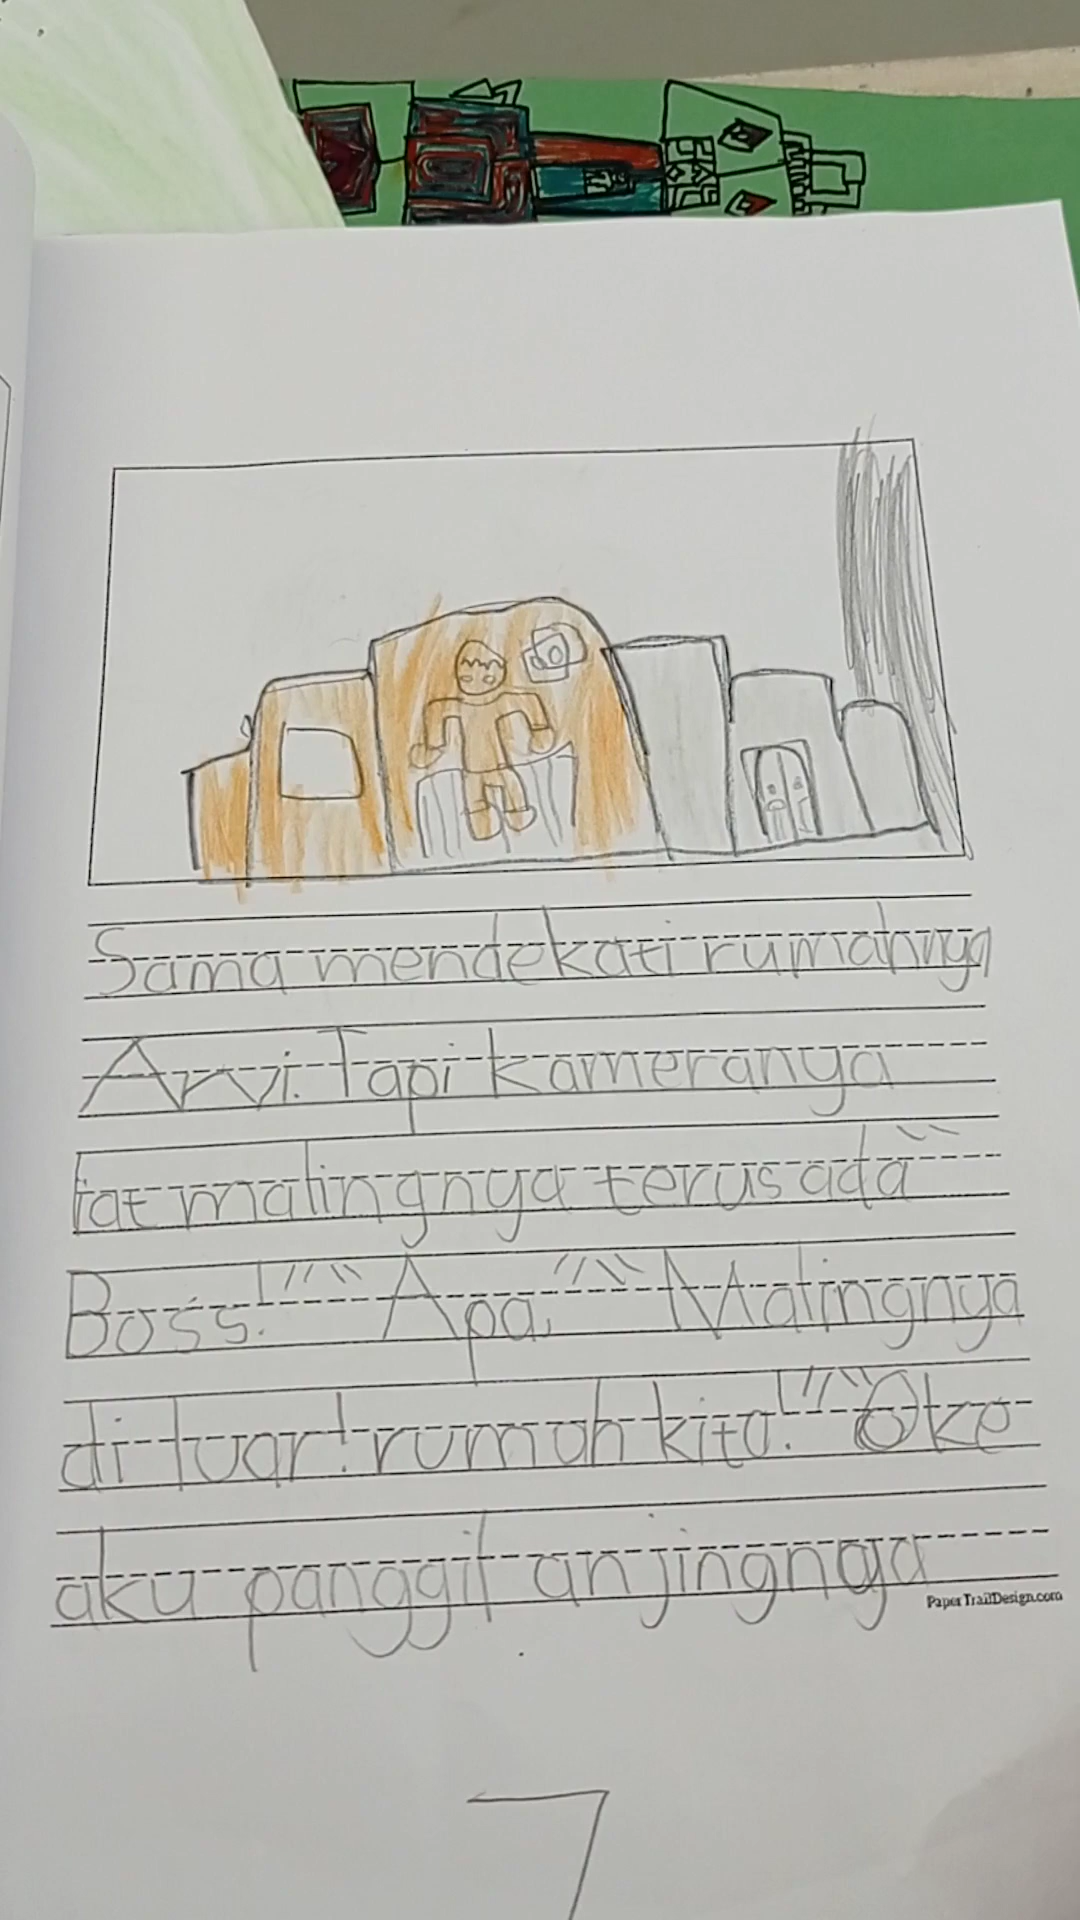 Sama mendekati rumahnya
Arvi. Tapi kameranya
liat malingnya terus ada "
Boss!" "Apa," "Malingnya
di luar! rumah kita!" "Oke
aku panggil anjingnya
PaperTrailDesign.com
7